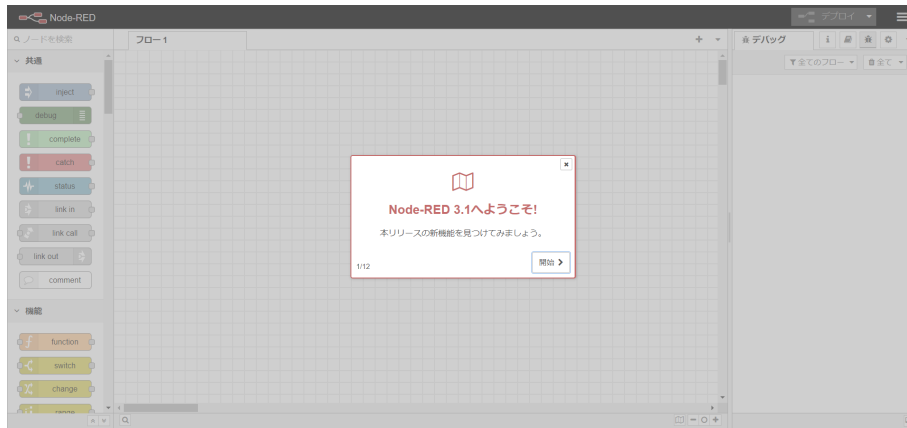 Node-RED
デプロイ
ノードを検索
フロー 1
デバッグ
i
共通
全てのフロー
全て
inject
debug
complete
catch
status
link in
link call
link out
comment
機能
function
switch
change
range
Node-RED 3.1へようこそ!
本リリースの新機能を見つけてみましょう。
1/12
開始